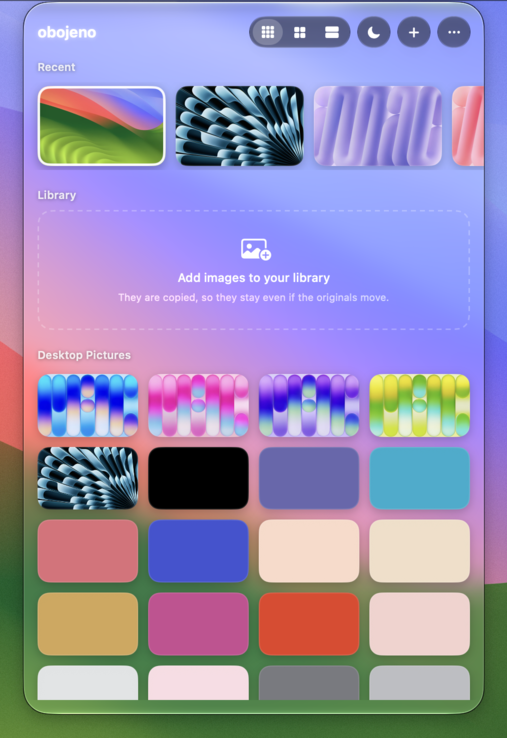 obojeno
Recent
Library
Add images to your library
They are copied, so they stay even if the originals move.
Desktop Pictures